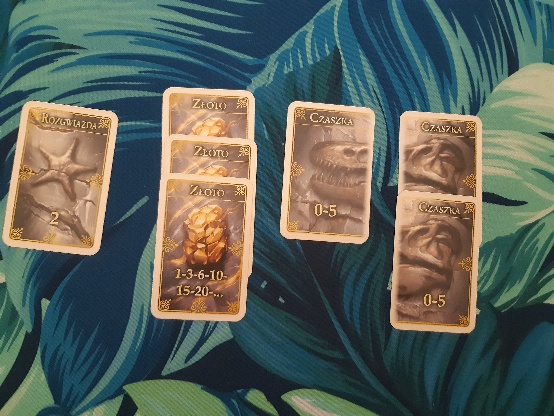 ROZGWIAZDA
2
ZŁOTO
ZŁOTO
ZŁOTO
1-3-6-10-
15-20-...
CZASZKA
0-5
CZASZKA
CZASZKA
0-5